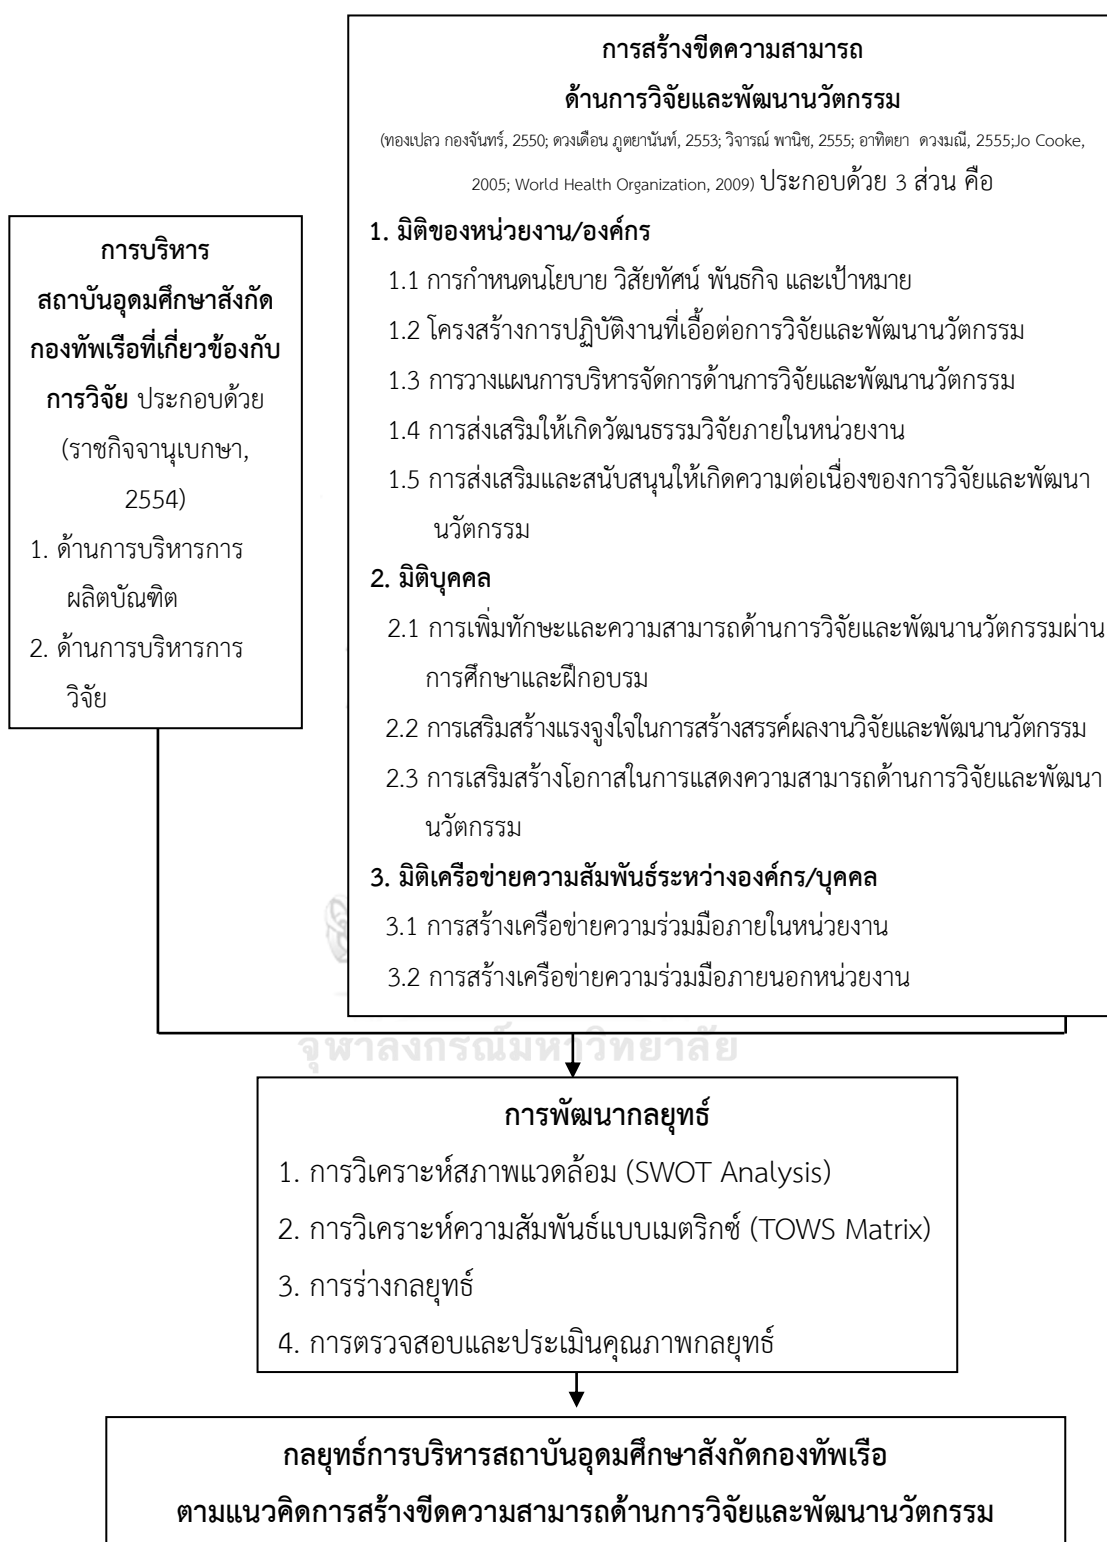 การสร้างขีดความสามารถ
ด้านการวิจัยและพัฒนานวัตกรรม
(ทองเปลว กองจันทร์, 2550; ดวงเดือน ภูตยานันท์, 2553; วิจารณ์ พานิช, 2555; อาทิตยา ดวงมณี, 2555;Jo Cooke,
2005; World Health Organization, 2009) ประกอบด้วย 3 ส่วน คือ
1. มิติของหน่วยงาน/องค์กร
1.1 การกำหนดนโยบาย วิสัยทัศน์ พันธกิจ และเป้าหมาย
1.2 โครงสร้างการปฏิบัติงานที่เอื้อต่อการวิจัยและพัฒนานวัตกรรม
1.3 การวางแผนการบริหารจัดการด้านการวิจัยและพัฒนานวัตกรรม
1.4 การส่งเสริมให้เกิดวัฒนธรรมวิจัยภายในหน่วยงาน
1.5 การส่งเสริมและสนับสนุนให้เกิดความต่อเนื่องของการวิจัยและพัฒนา
นวัตกรรม
2. มิติบุคคล
2.1 การเพิ่มทักษะและความสามารถด้านการวิจัยและพัฒนานวัตกรรมผ่าน
การศึกษาและฝึกอบรม
2.2 การเสริมสร้างแรงจูงใจในการสร้างสรรค์ผลงานวิจัยและพัฒนานวัตกรรม
2.3 การเสริมสร้างโอกาสในการแสดงความสามารถด้านการวิจัยและพัฒนา
นวัตกรรม
3. มิติเครือข่ายความสัมพันธ์ระหว่างองค์กร/บุคคล
3.1 การสร้างเครือข่ายความร่วมมือภายในหน่วยงาน
3.2 การสร้างเครือข่ายความร่วมมือภายนอกหน่วยงาน
การบริหาร
สถาบันอุดมศึกษาสังกัด
กองทัพเรือที่เกี่ยวข้องกับ
การวิจัย ประกอบด้วย
(ราชกิจจานุเบกษา,
2554)
1. ด้านการบริหารการ
ผลิตบัณฑิต
2. ด้านการบริหารการ
วิจัย
จุฬาลงกรณ์มหาวิทยาลัย
การพัฒนากลยุทธ์
1. การวิเคราะห์สภาพแวดล้อม (SWOT Analysis)
2. การวิเคราะห์ความสัมพันธ์แบบเมตริกซ์ (TOWS Matrix)
3. การร่างกลยุทธ์
4. การตรวจสอบและประเมินคุณภาพกลยุทธ์
กลยุทธ์การบริหารสถาบันอุดมศึกษาสังกัดกองทัพเรือ
ตามแนวคิดการสร้างขีดความสามารถด้านการวิจัยและพัฒนานวัตกรรม